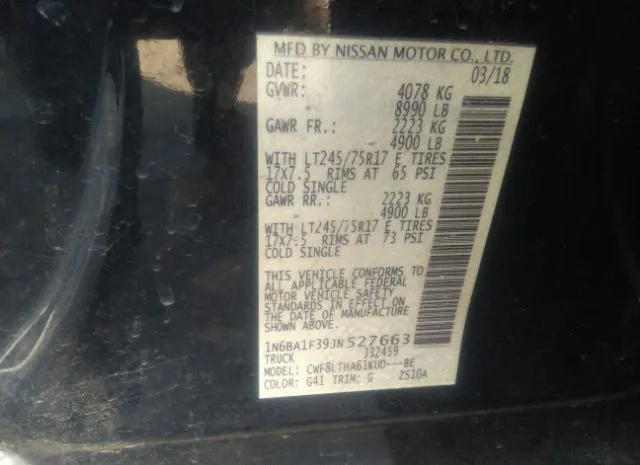 MFD BY NISSAN MOTOR CO., LTD.
DATE: 03/18
GVWR: 4078 KG
8990 LB
GAWR FR.: 2223 KG
4900 LB
WITH LT245/75R17 E TIRES
17X7.5 RIMS AT 65 PSI
COLD SINGLE
GAWR RR.: 2223 KG
4900 LB
WITH LT245/75R17 E TIRES
17X7.5 RIMS AT 73 PSI
COLD SINGLE
THIS VEHICLE CONFORMS TO
ALL APPLICABLE FEDERAL
MOTOR VEHICLE SAFETY
STANDARDS IN EFFECT ON
THE DATE OF MANUFACTURE
SHOWN ABOVE.
1N6BA1F39JN527663
TRUCK 332459
MODEL: CWF8LTHA61KUD---BE
COLOR: G41 TRIM: G ZS10A